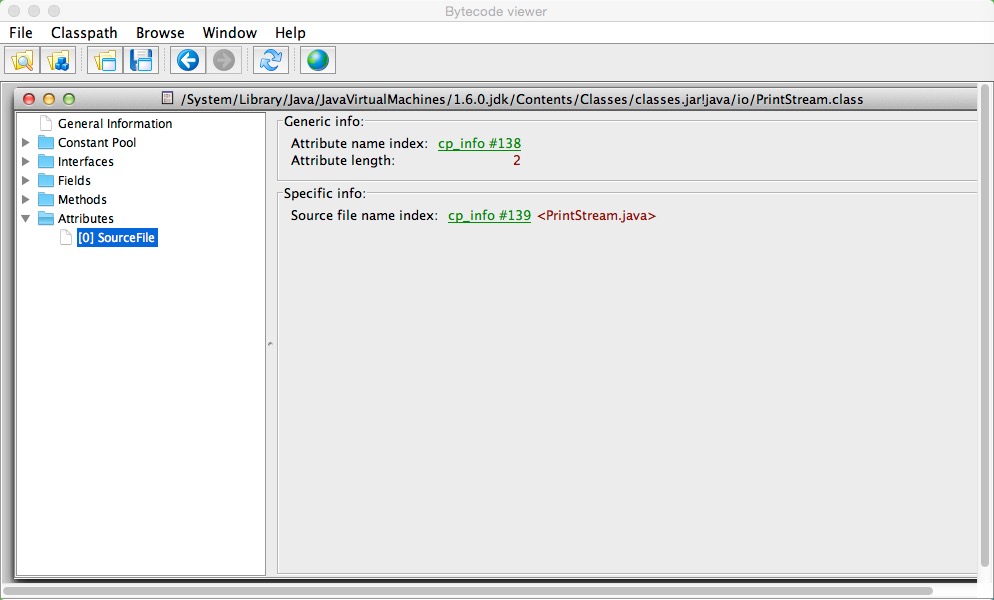 Bytecode viewer
File Classpath Browse Window Help
/System/Library/Java/JavaVirtualMachines/1.6.0.jdk/Contents/Classes/classes.jar!java/io/PrintStream.class
General Information
Constant Pool
Interfaces
Fields
Methods
Attributes
[0] SourceFile
Generic info:
Attribute name index: cp_info #138
Attribute length: 2
Specific info:
Source file name index: cp_info #139 <PrintStream.java>